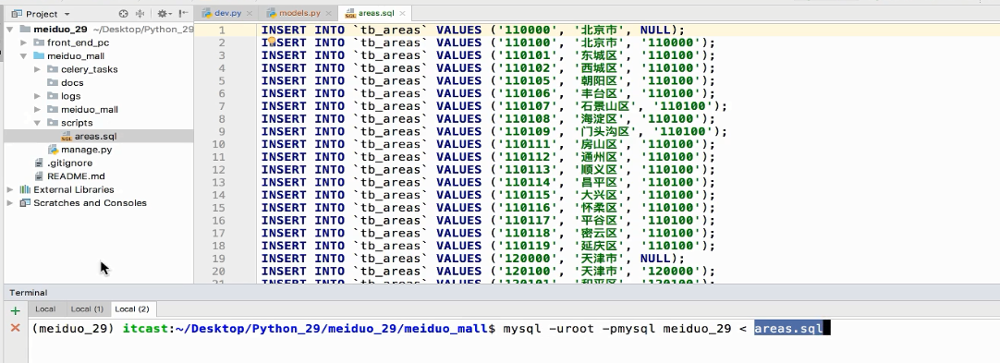 Project
dev.py
models.py
areas.sql
meiduo_29 ~/Desktop/Python_29
front_end_pc
meiduo_mall
celery_tasks
docs
logs
meiduo_mall
scripts
areas.sql
manage.py
.gitignore
README.md
External Libraries
Scratches and Consoles
1 INSERT INTO `tb_areas` VALUES ('110000', '北京市', NULL);
2 INSERT INTO `tb_areas` VALUES ('110100', '北京市', '110000');
3 INSERT INTO `tb_areas` VALUES ('110101', '东城区', '110100');
4 INSERT INTO `tb_areas` VALUES ('110102', '西城区', '110100');
5 INSERT INTO `tb_areas` VALUES ('110105', '朝阳区', '110100');
6 INSERT INTO `tb_areas` VALUES ('110106', '丰台区', '110100');
7 INSERT INTO `tb_areas` VALUES ('110107', '石景山区', '110100');
8 INSERT INTO `tb_areas` VALUES ('110108', '海淀区', '110100');
9 INSERT INTO `tb_areas` VALUES ('110109', '门头沟区', '110100');
10 INSERT INTO `tb_areas` VALUES ('110111', '房山区', '110100');
11 INSERT INTO `tb_areas` VALUES ('110112', '通州区', '110100');
12 INSERT INTO `tb_areas` VALUES ('110113', '顺义区', '110100');
13 INSERT INTO `tb_areas` VALUES ('110114', '昌平区', '110100');
14 INSERT INTO `tb_areas` VALUES ('110115', '大兴区', '110100');
15 INSERT INTO `tb_areas` VALUES ('110116', '怀柔区', '110100');
16 INSERT INTO `tb_areas` VALUES ('110117', '平谷区', '110100');
17 INSERT INTO `tb_areas` VALUES ('110118', '密云区', '110100');
18 INSERT INTO `tb_areas` VALUES ('110119', '延庆区', '110100');
19 INSERT INTO `tb_areas` VALUES ('120000', '天津市', NULL);
20 INSERT INTO `tb_areas` VALUES ('120100', '天津市', '120000');
Terminal
Local
Local (1)
Local (2)
(meiduo_29) itcast:~/Desktop/Python_29/meiduo_29/meiduo_mall$ mysql -uroot -pmysql meiduo_29 < areas.sql